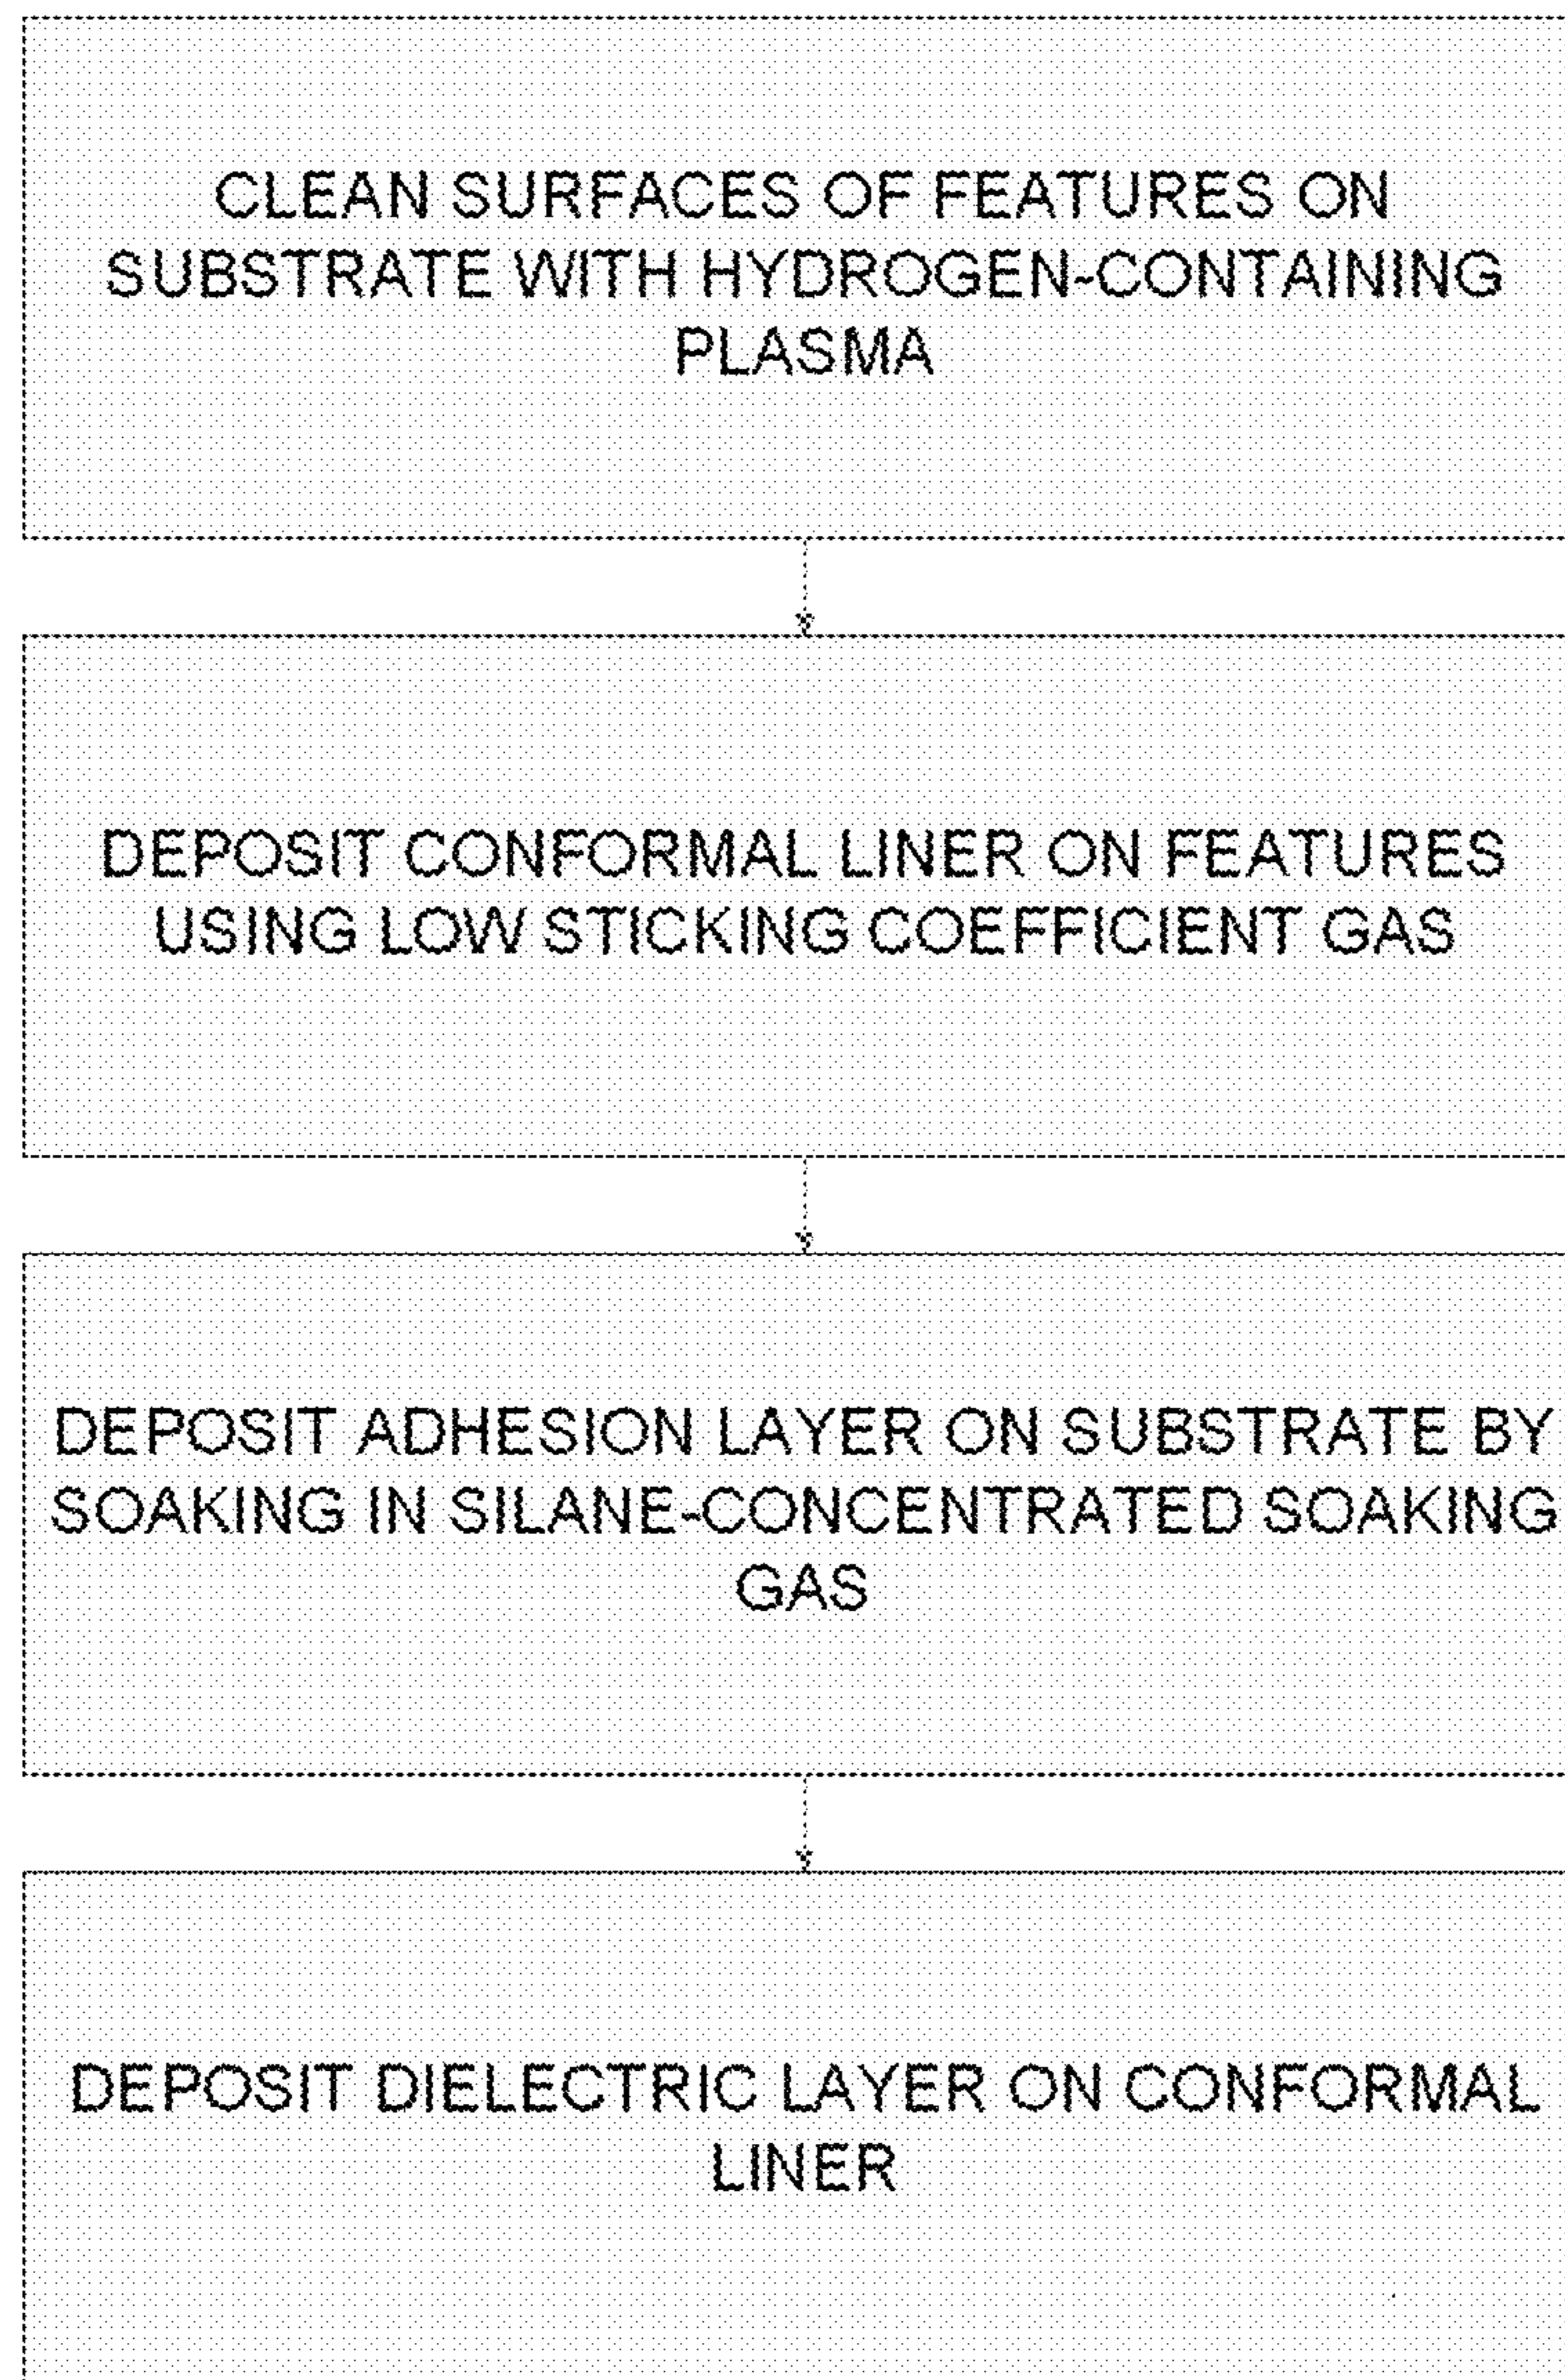 CLEAN SURFACES OF FEATURES ON
SUBSTRATE WITH HYDROGEN-CONTAINING
PLASMA
DEPOSIT CONFORMAL LINER ON FEATURES
USING LOW STICKING COEFFICIENT GAS
DEPOSIT ADHESION LAYER ON SUBSTRATE BY
SOAKING IN SILANE-CONCENTRATED SOAKING
GAS
DEPOSIT DIELECTRIC LAYER ON CONFORMAL
LINER